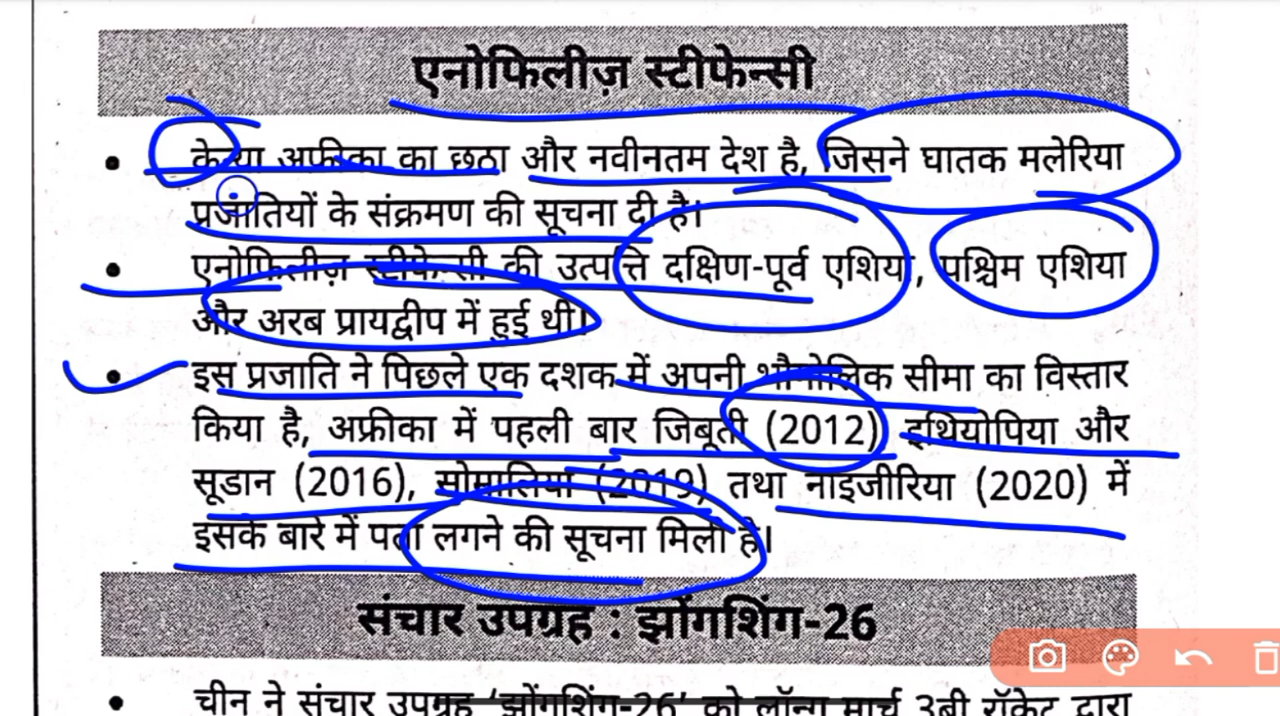 एनोफिलीज़ स्टीफेन्सी
• केन्या अफ्रीका का छठा और नवीनतम देश है, जिसने घातक मलेरिया
प्रजातियों के संक्रमण की सूचना दी है।
• एनोफिलीज़ स्टीफेन्सी की उत्पत्ति दक्षिण-पूर्व एशिया, पश्चिम एशिया
और अरब प्रायद्वीप में हुई थी।
• इस प्रजाति ने पिछले एक दशक में अपनी भौगोलिक सीमा का विस्तार
किया है, अफ्रीका में पहली बार जिबूती (2012) इथियोपिया और
सूडान (2016), सोमालिया (2019) तथा नाइजीरिया (2020) में
इसके बारे में पता लगने की सूचना मिली है।
संचार उपग्रह : झोंगशिंग-26
• चीन ने संचार उपग्रह ‘झोंगशिंग-26’ को लॉन्ग मार्च 3बी रॉकेट द्वारा